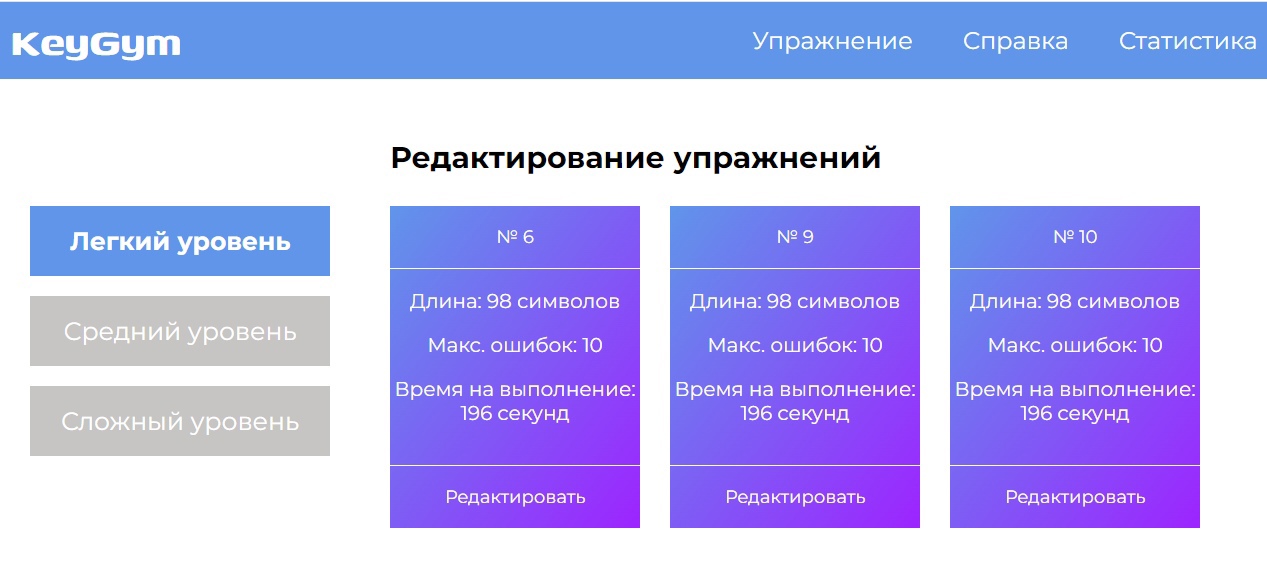 KeyGym
Упражнение
Справка
Статистика
Редактирование упражнений
Легкий уровень
Средний уровень
Сложный уровень
№ 6
Длина: 98 символов
Макс. ошибок: 10
Время на выполнение:
196 секунд
Редактировать
№ 9
Длина: 98 символов
Макс. ошибок: 10
Время на выполнение:
196 секунд
Редактировать
№ 10
Длина: 98 символов
Макс. ошибок: 10
Время на выполнение:
196 секунд
Редактировать